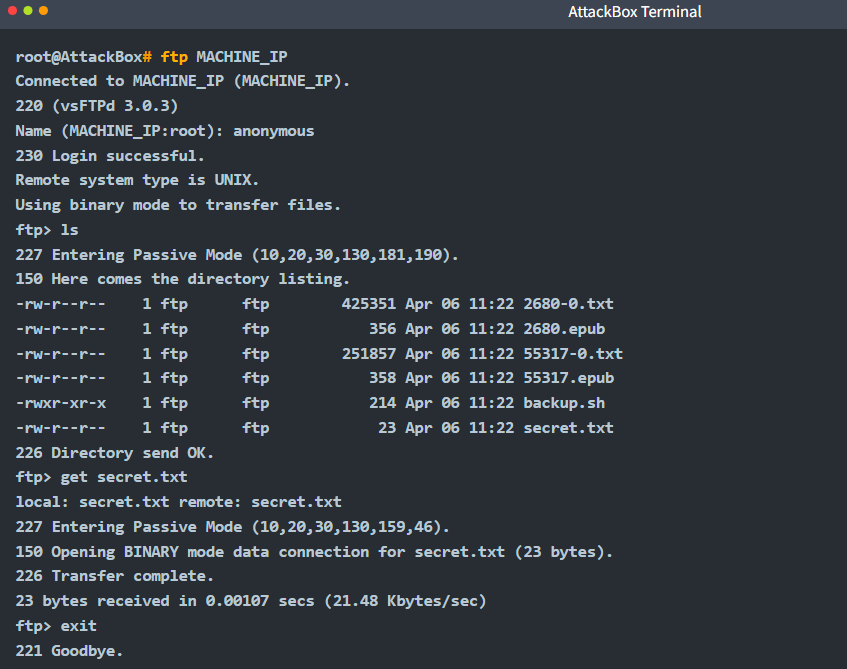 AttackBox Terminal
root@AttackBox# ftp MACHINE_IP
Connected to MACHINE_IP (MACHINE_IP).
220 (vsFTPd 3.0.3)
Name (MACHINE_IP:root): anonymous
230 Login successful.
Remote system type is UNIX.
Using binary mode to transfer files.
ftp> ls
227 Entering Passive Mode (10,20,30,130,181,190).
150 Here comes the directory listing.
-rw-r--r--    1 ftp      ftp        425351 Apr 06 11:22 2680-0.txt
-rw-r--r--    1 ftp      ftp           356 Apr 06 11:22 2680.epub
-rw-r--r--    1 ftp      ftp        251857 Apr 06 11:22 55317-0.txt
-rw-r--r--    1 ftp      ftp           358 Apr 06 11:22 55317.epub
-rwxr-xr-x    1 ftp      ftp           214 Apr 06 11:22 backup.sh
-rw-r--r--    1 ftp      ftp            23 Apr 06 11:22 secret.txt
226 Directory send OK.
ftp> get secret.txt
local: secret.txt remote: secret.txt
227 Entering Passive Mode (10,20,30,130,159,46).
150 Opening BINARY mode data connection for secret.txt (23 bytes).
226 Transfer complete.
23 bytes received in 0.00107 secs (21.48 Kbytes/sec)
ftp> exit
221 Goodbye.